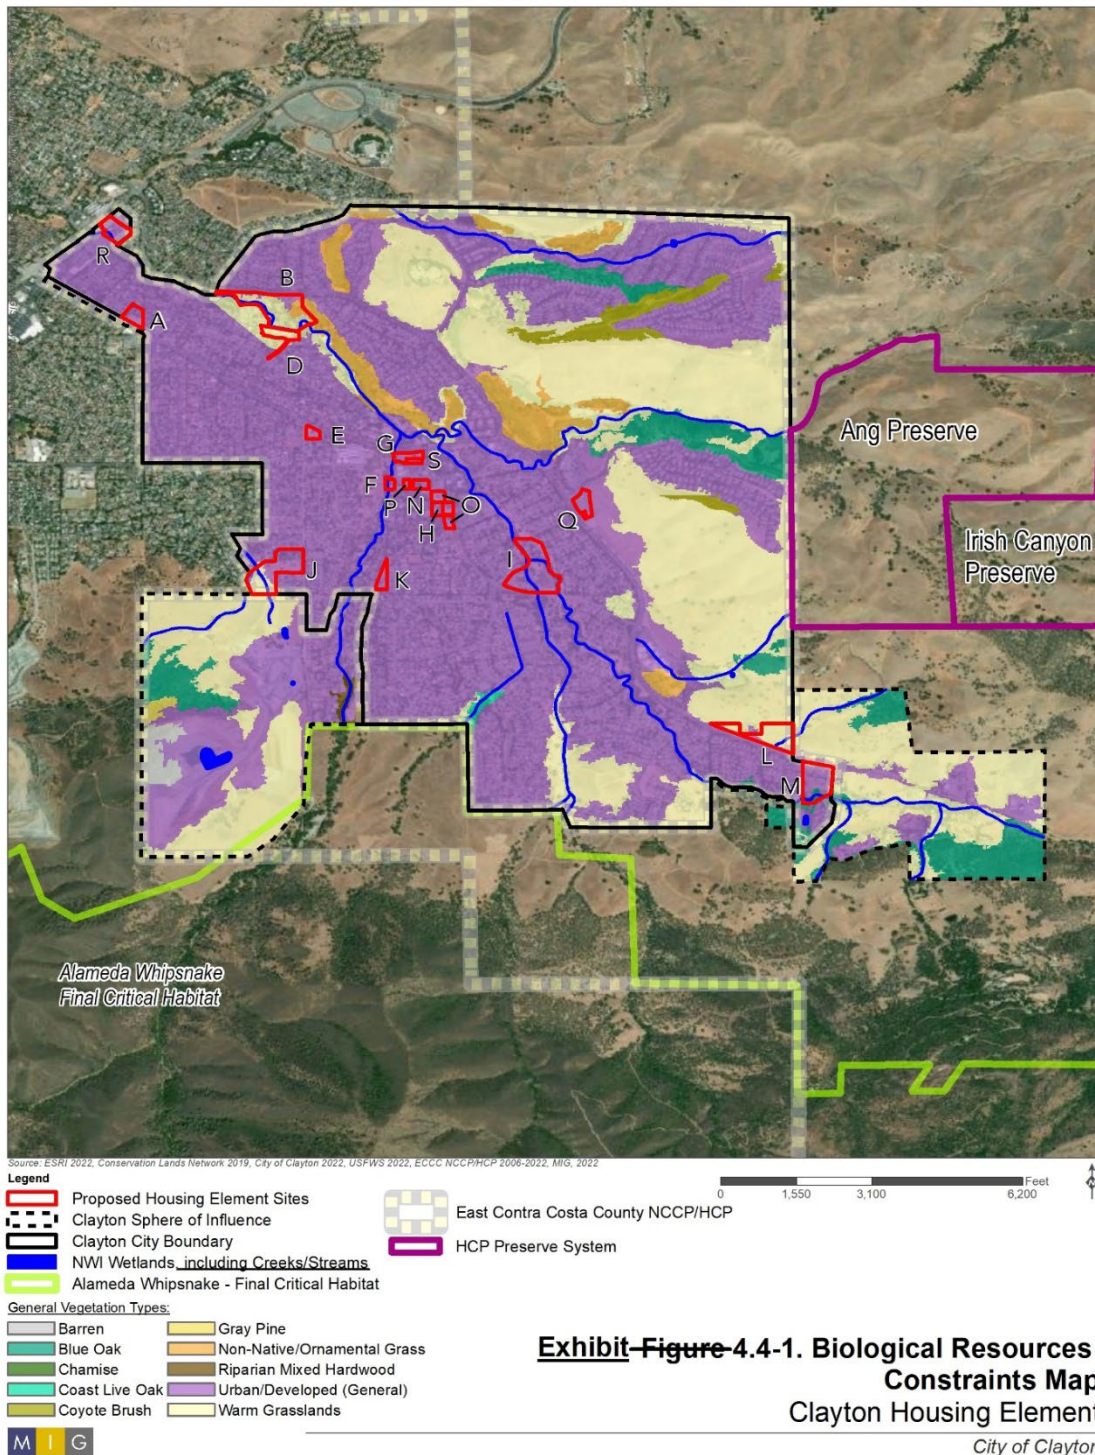 R
A
B
D
E
G
S
F
P
N
O
H
Q
I
J
K
L
M
Ang Preserve
Irish Canyon
Preserve
Alameda Whipsnake
Final Critical Habitat
Source: ESRI 2022, Conservation Lands Network 2019, City of Clayton 2022, USFWS 2022, ECCC NCCP/HCP 2006-2022, MIG, 2022
Legend
Proposed Housing Element Sites
Clayton Sphere of Influence
Clayton City Boundary
NWI Wetlands, including Creeks/Streams
Alameda Whipsnake - Final Critical Habitat
East Contra Costa County NCCP/HCP
HCP Preserve System
Feet
0 1,550 3,100 6,200
General Vegetation Types:
Barren
Blue Oak
Chamise
Coast Live Oak
Coyote Brush
Gray Pine
Non-Native/Ornamental Grass
Riparian Mixed Hardwood
Urban/Developed (General)
Warm Grasslands
Exhibit Figure 4.4-1. Biological Resources
Constraints Map
Clayton Housing Element
City of Clayton
M I G